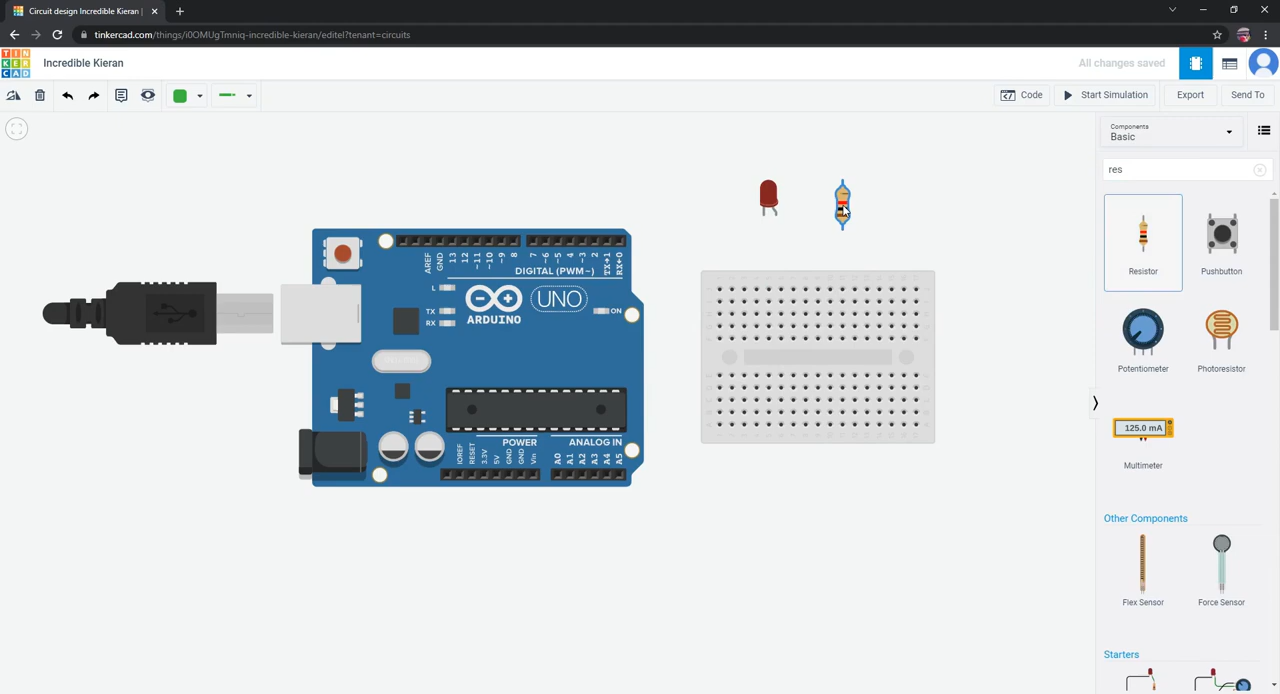 Circuit design Incredible Kieran |
tinkercad.com/things/i0OMUgTmniq-incredible-kieran/editel?tenant=circuits
TIN
KER
CAD
Incredible Kieran
All changes saved
Code
Start Simulation
Export
Send To
Components
Basic
res
Resistor
Pushbutton
Potentiometer
Photoresistor
125.0 mA
Multimeter
Other Components
Flex Sensor
Force Sensor
Starters
AREF
GND
13
12
~11
~10
~9
8
7
~6
~5
4
~3
2
TX→1
RX←0
DIGITAL (PWM~)
L
TX
RX
ARDUINO
UNO
ON
POWER
ANALOG IN
IOREF
RESET
3.3V
5V
GND
GND
Vin
A0
A1
A2
A3
A4
A5